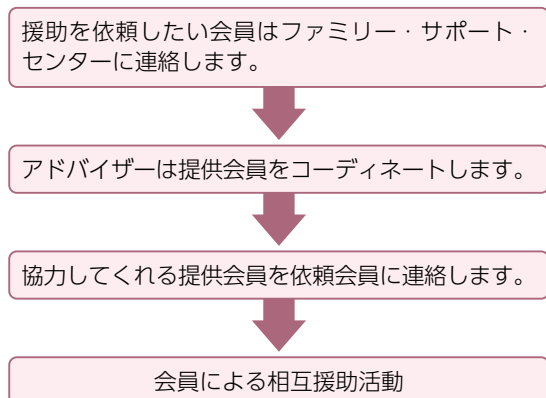 援助を依頼したい会員はファミリー・サポート・
センターに連絡します。
アドバイザーは提供会員をコーディネートします。
協力してくれる提供会員を依頼会員に連絡します。
会員による相互援助活動